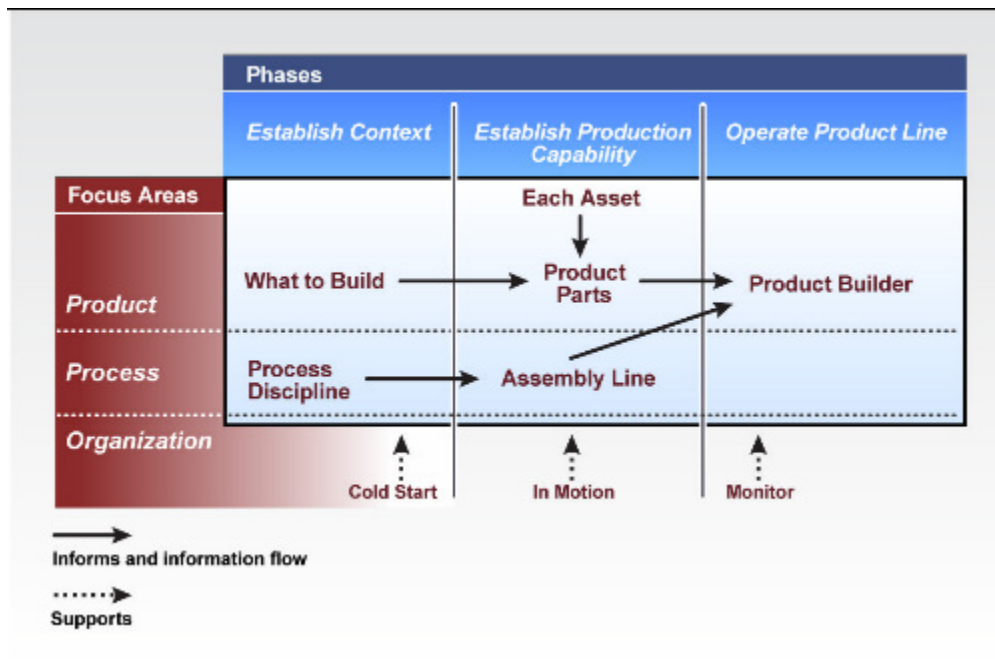 Phases
Establish Context
Establish Production
Capability
Operate Product Line
Focus Areas
Each Asset
What to Build
Product
Parts
Product Builder
Product
Process
Process
Discipline
Assembly Line
Organization
Cold Start
In Motion
Monitor
Informs and information flow
Supports